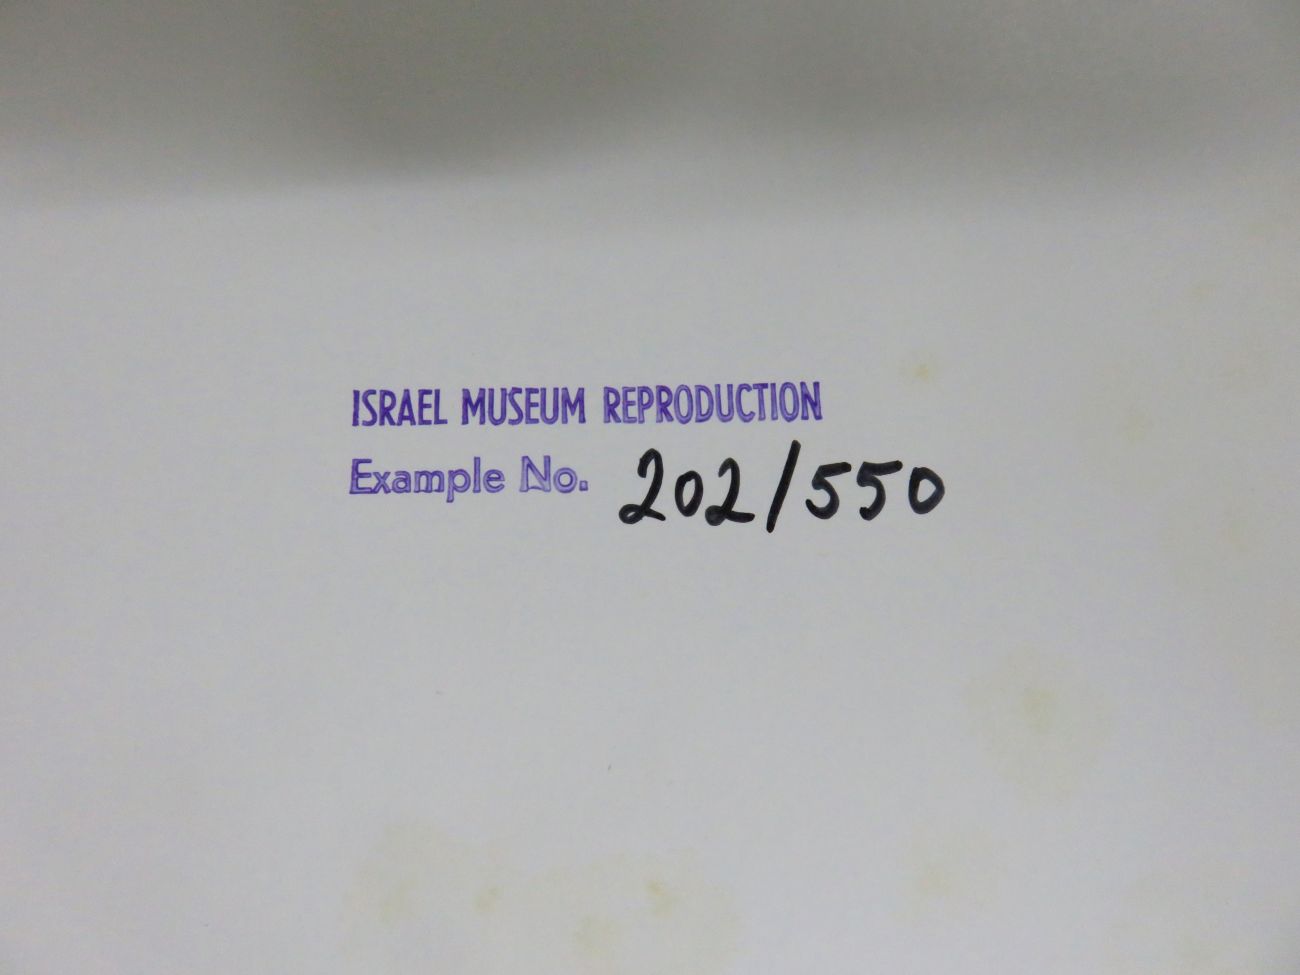 ISRAEL MUSEUM REPRODUCTION
Example No. 202/550